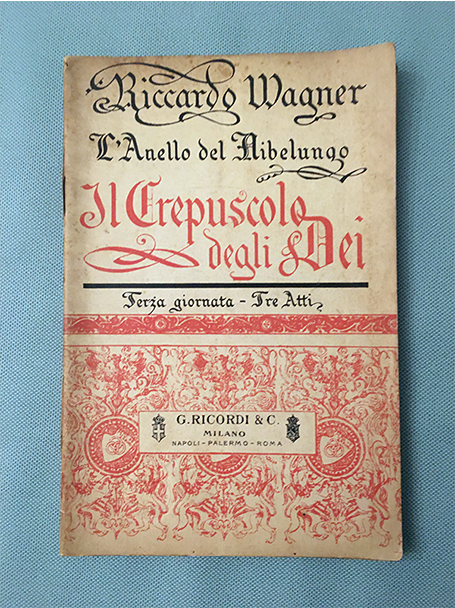 Riccardo Wagner
L'Anello del Nibelungo
Il Crepuscolo
degli Dei
Terza giornata - Tre Atti
G. RICORDI & C.
MILANO
NAPOLI - PALERMO - ROMA